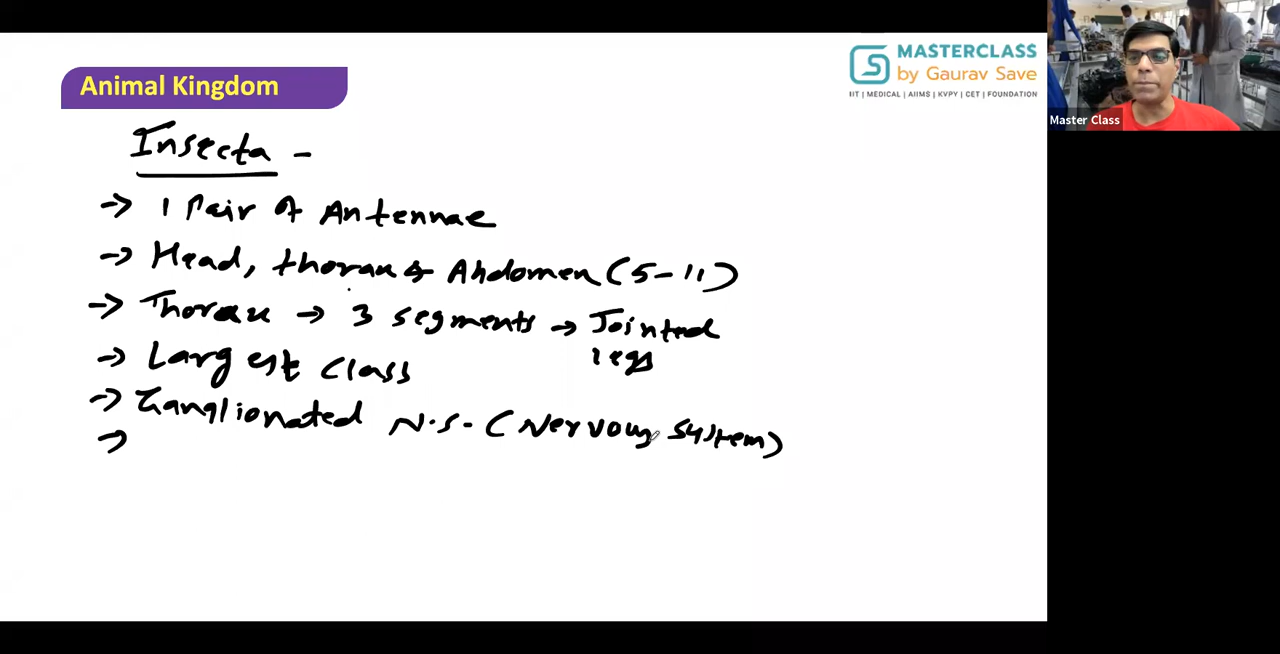 MASTERCLASS
by Gaurav Save
IIT | MEDICAL | AIIMS | KVPY | CET | FOUNDATION
Master Class
Animal Kingdom
Insecta -
→ 1 Pair of Antennae
→ Head, thorax & Abdomen (5-11)
→ Thorax → 3 segments → Jointed
legs
→ Largest class
→ Ganglionated N.S. (Nervous system)
→